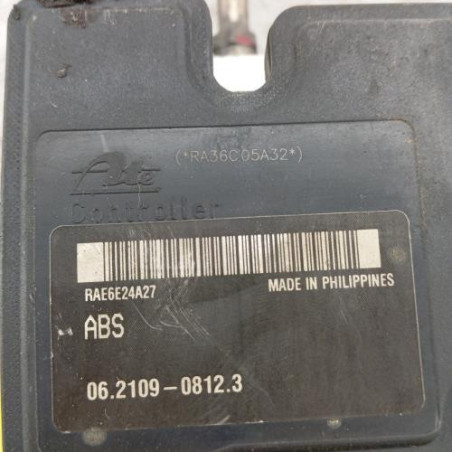 (*RA36C05A32*)
Ate
Controller
RAE6E24A27 MADE IN PHILIPPINES
ABS
06.2109-0812.3